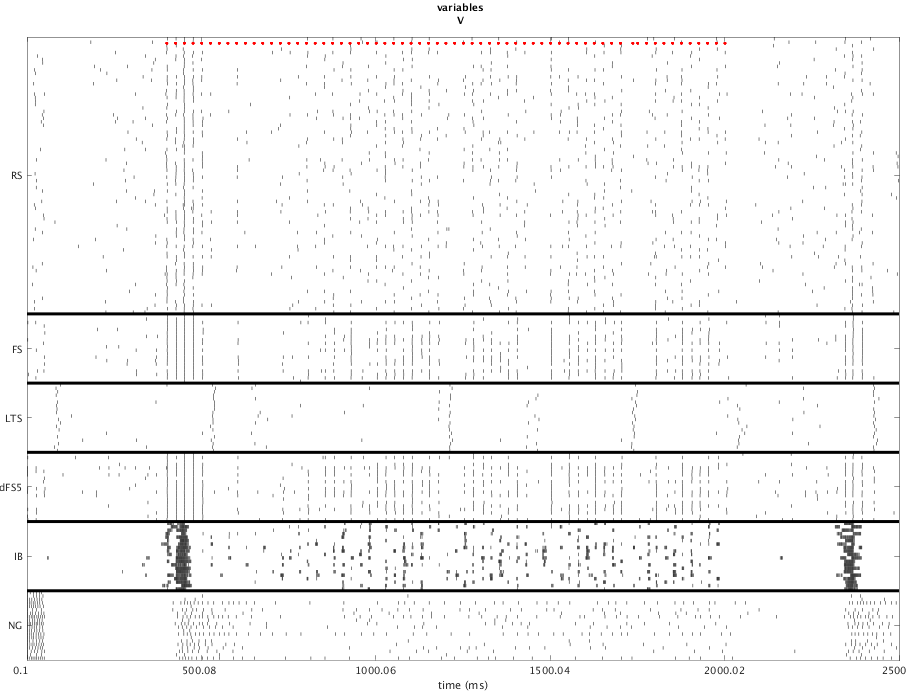 variables
V
RS
FS
LTS
dFS5
IB
NG
0.1
500.08
1000.06
1500.04
2000.02
2500
time (ms)